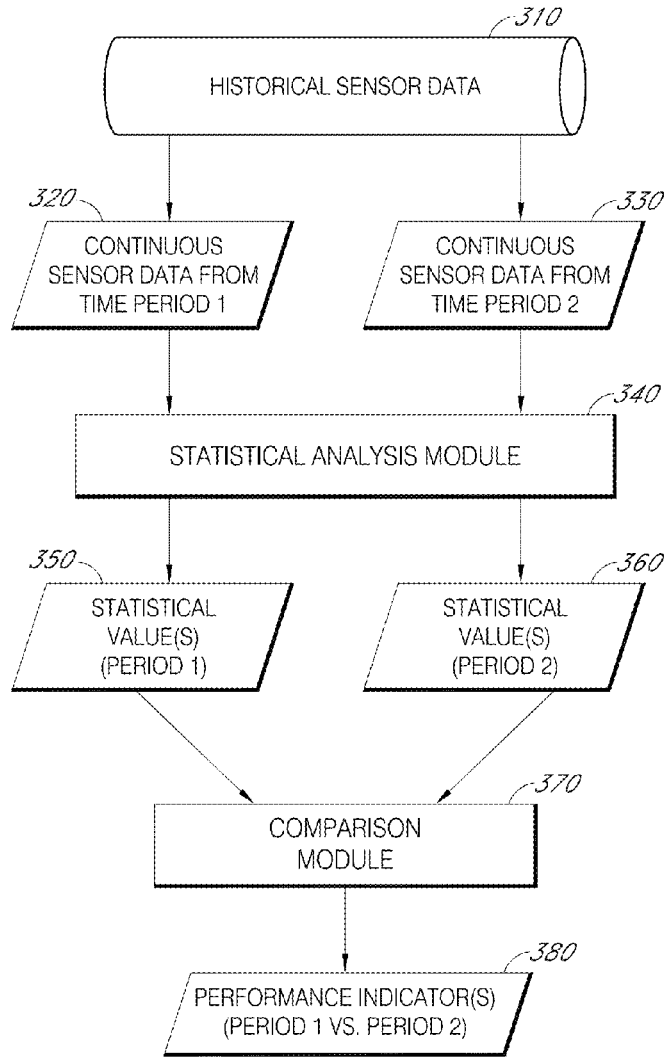 310
HISTORICAL SENSOR DATA
320
330
CONTINUOUS
SENSOR DATA FROM
TIME PERIOD 1
CONTINUOUS
SENSOR DATA FROM
TIME PERIOD 2
340
STATISTICAL ANALYSIS MODULE
350
360
STATISTICAL
VALUE(S)
(PERIOD 1)
STATISTICAL
VALUE(S)
(PERIOD 2)
370
COMPARISON
MODULE
380
PERFORMANCE INDICATOR(S)
(PERIOD 1 VS. PERIOD 2)